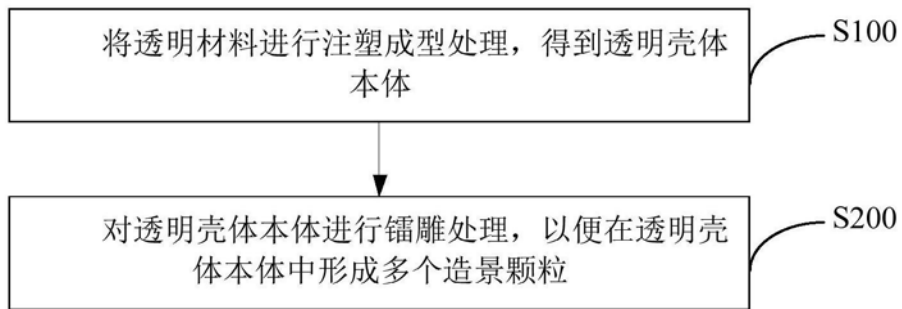 将透明材料进行注塑成型处理，得到透明壳体
本体
S100
对透明壳体本体进行镭雕处理，以便在透明壳
体本体中形成多个造景颗粒
S200